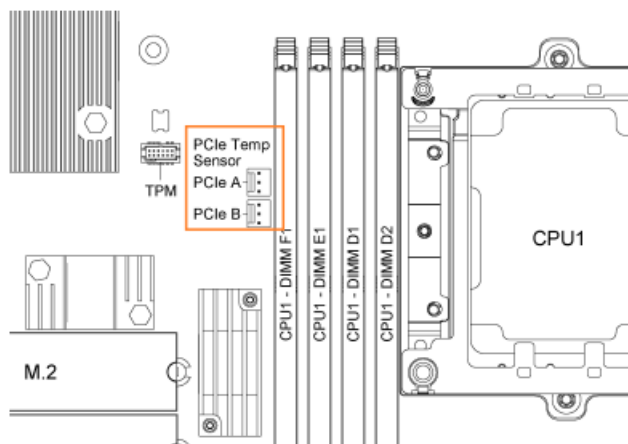 PCIe Temp
Sensor
PCIe A
TPM
PCIe B
CPU1 - DIMM F1
CPU1 - DIMM E1
CPU1 - DIMM D1
CPU1 - DIMM D2
CPU1
M.2